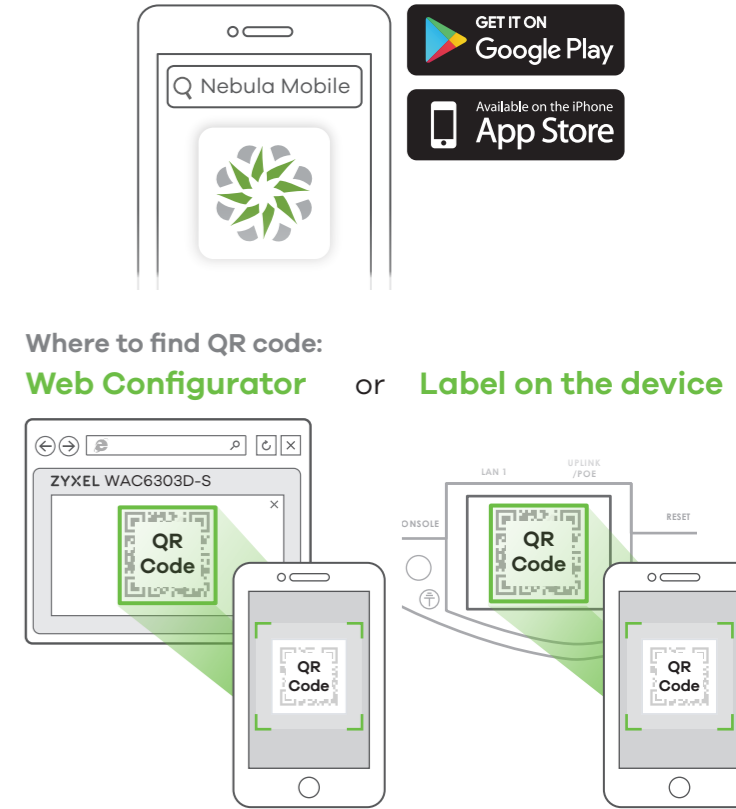 Nebula Mobile
GET IT ON
Google Play
Available on the iPhone
App Store
Where to find QR code:
Web Configurator or Label on the device
ZYXEL WAC6303D-S
QR
Code
QR
Code
LAN 1
UPLINK
/POE
ONSOLE
RESET
QR
Code
QR
Code